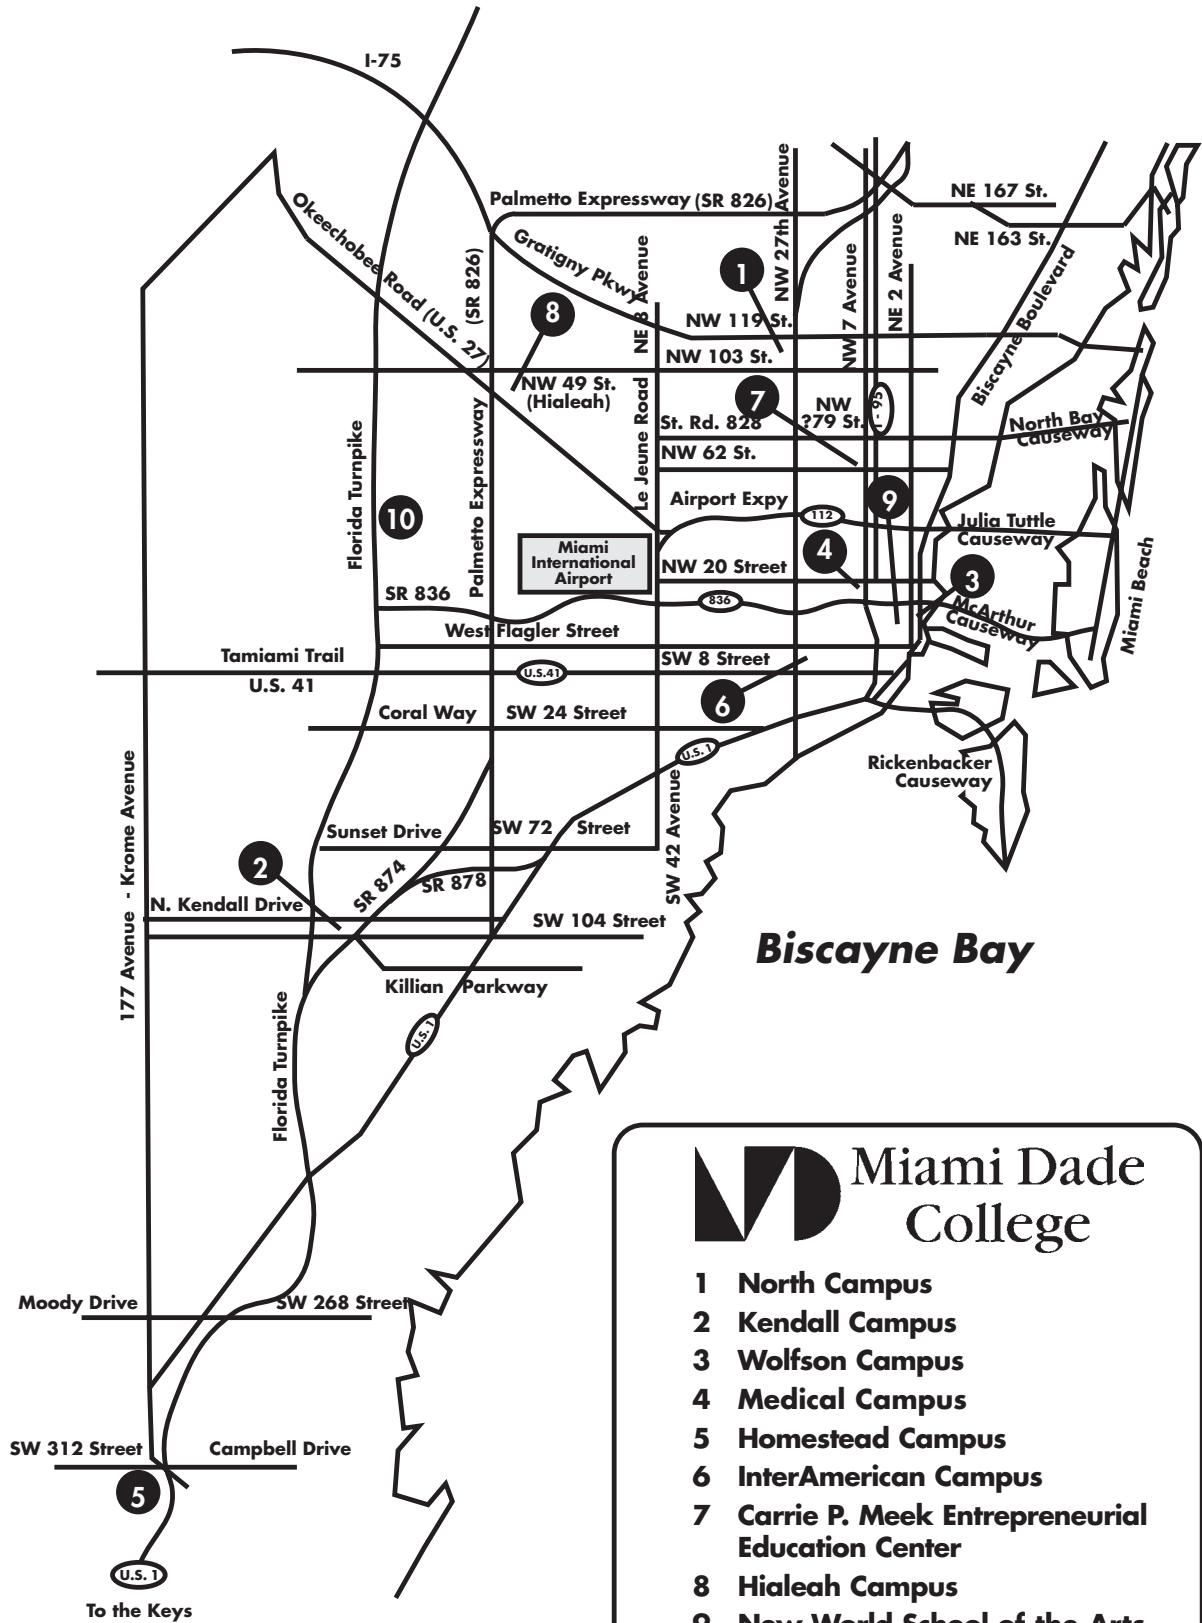 I-75
Okeechobee Road (U.S. 27)
Palmetto Expressway (SR 826)
Gratigny Pkwy
(SR 826)
NE 8 Avenue
NW 27th Avenue
NW 7 Avenue
NE 2 Avenue
NE 167 St.
NE 163 St.
Biscayne Boulevard
1
8
NW 119 St.
NW 103 St.
NW 49 St.
(Hialeah)
7
NW
?79 St.
I - 95
St. Rd. 828
North Bay
Causeway
NW 62 St.
Le Jeune Road
Florida Turnpike
Palmetto Expressway
10
Airport Expy
112
9
Julia Tuttle
Causeway
Miami
International
Airport
4
NW 20 Street
3
Miami Beach
SR 836
836
McArthur
Causeway
West Flagler Street
Tamiami Trail
U.S. 41
U.S.41
SW 8 Street
6
Coral Way
SW 24 Street
U.S. 1
Rickenbacker
Causeway
177 Avenue - Krome Avenue
SW 42 Avenue
Sunset Drive
SW 72 Street
2
SR 874
SR 878
N. Kendall Drive
SW 104 Street
Biscayne Bay
Killian Parkway
Florida Turnpike
U.S. 1
Moody Drive
SW 268 Street
SW 312 Street
Campbell Drive
5
U.S. 1
To the Keys
Miami Dade
College
1 North Campus
2 Kendall Campus
3 Wolfson Campus
4 Medical Campus
5 Homestead Campus
6 InterAmerican Campus
7 Carrie P. Meek Entrepreneurial
Education Center
8 Hialeah Campus
9 New World School of the Arts